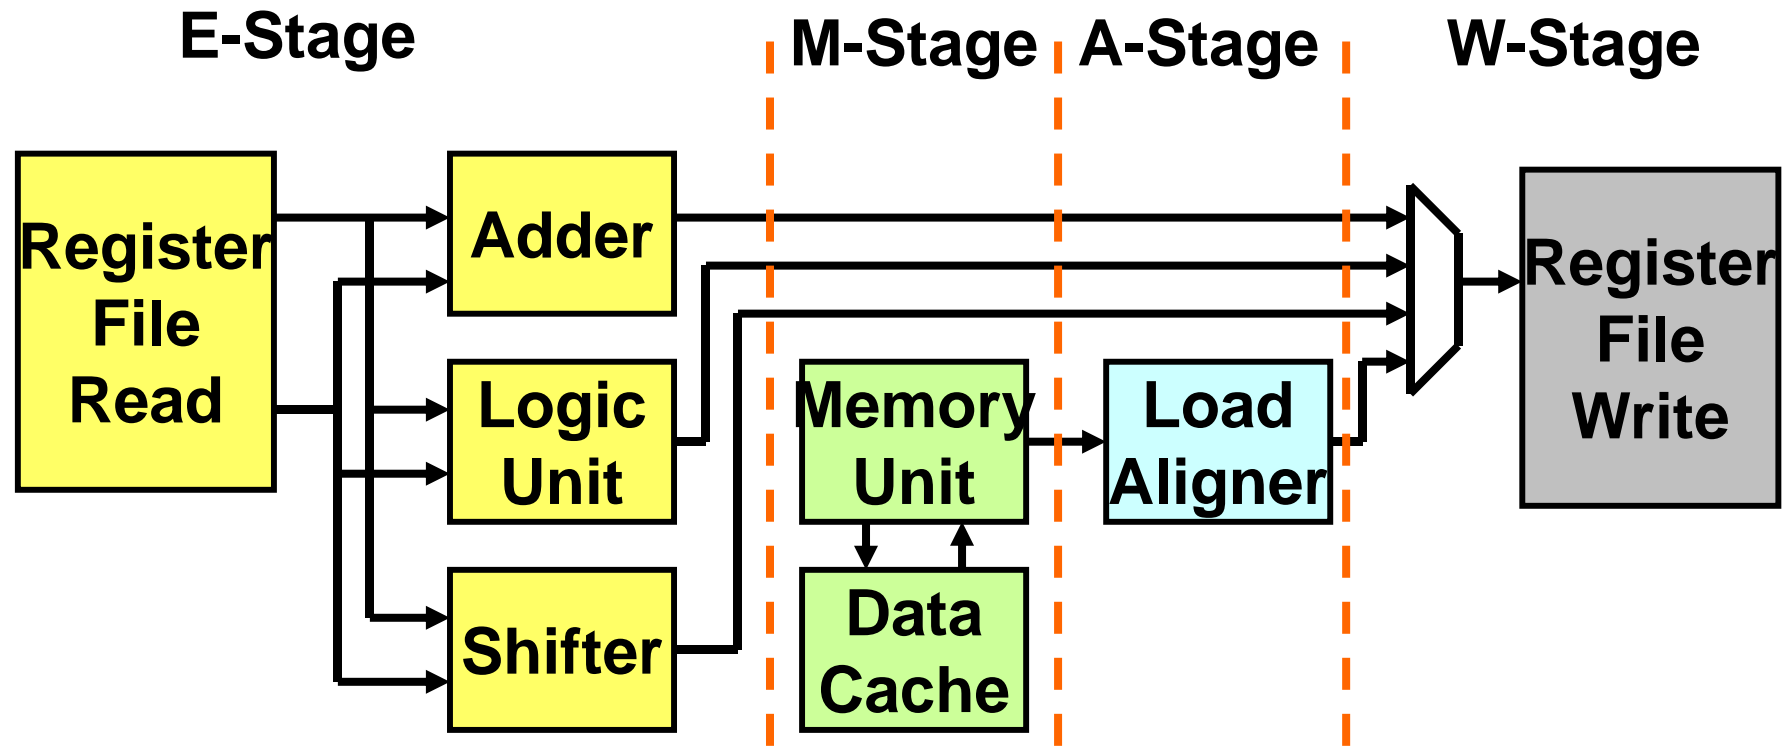 E-Stage
M-Stage
A-Stage
W-Stage
Register
File
Read
Adder
Logic
Unit
Shifter
Memory
Unit
Data
Cache
Load
Aligner
Register
File
Write